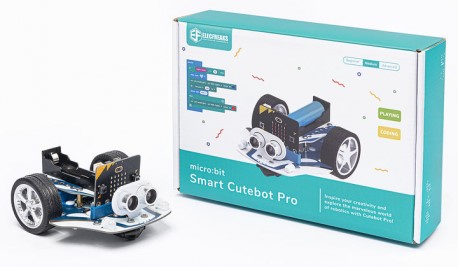 ELECFREAKS
PLAYING
CODING
micro:bit
Smart Cutebot Pro
Inspire your creativity and
explore the marvelous world
of robotics with Cutebot Pro!